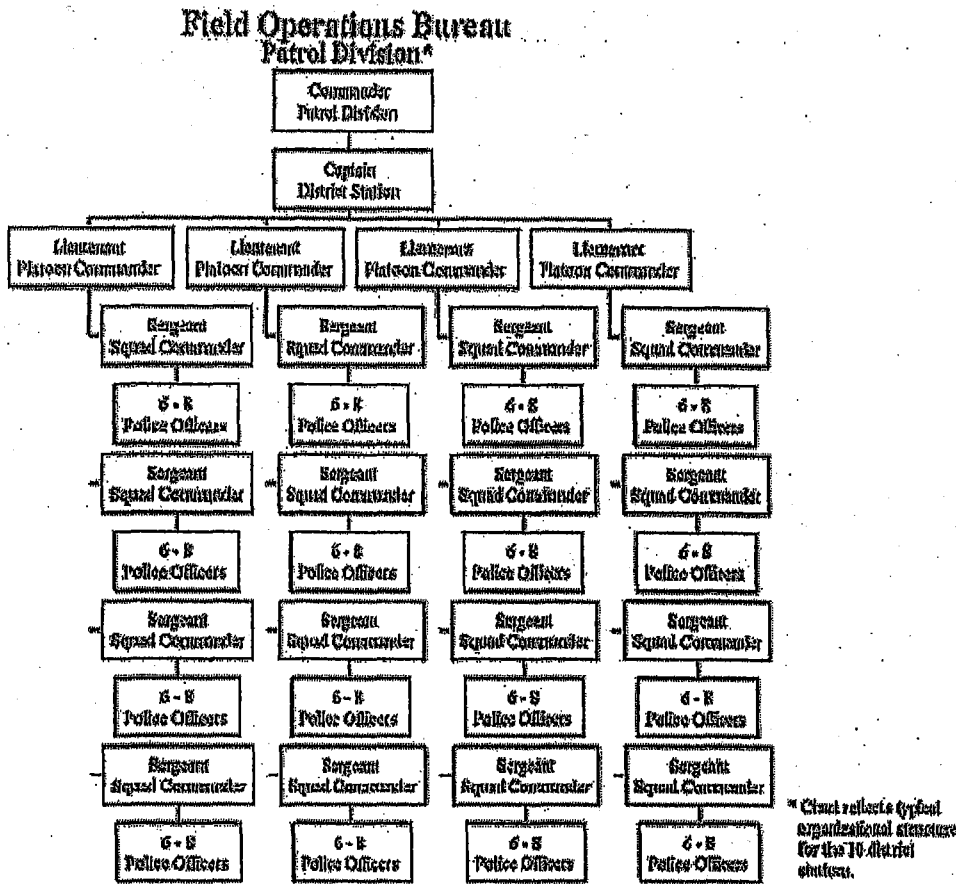 Field Operations Bureau
Patrol Division*
Commander
Patrol Division
Captain
District Station
Lieutenant
Platoon Commander
Lieutenant
Platoon Commander
Lieutenant
Platoon Commander
Lieutenant
Platoon Commander
Sergeant
Squad Commander
Sergeant
Squad Commander
Sergeant
Squad Commander
Sergeant
Squad Commander
6 - 8
Police Officers
6 - 8
Police Officers
6 - 8
Police Officers
6 - 8
Police Officers
Sergeant
Squad Commander
Sergeant
Squad Commander
Sergeant
Squad Commander
Sergeant
Squad Commander
6 - 8
Police Officers
6 - 8
Police Officers
6 - 8
Police Officers
6 - 8
Police Officers
Sergeant
Squad Commander
Sergeant
Squad Commander
Sergeant
Squad Commander
Sergeant
Squad Commander
6 - 8
Police Officers
6 - 8
Police Officers
6 - 8
Police Officers
6 - 8
Police Officers
Sergeant
Squad Commander
Sergeant
Squad Commander
Sergeant
Squad Commander
Sergeant
Squad Commander
6 - 8
Police Officers
6 - 8
Police Officers
6 - 8
Police Officers
6 - 8
Police Officers
* Chart reflects typical
organizational structure
for the 10 district
stations.